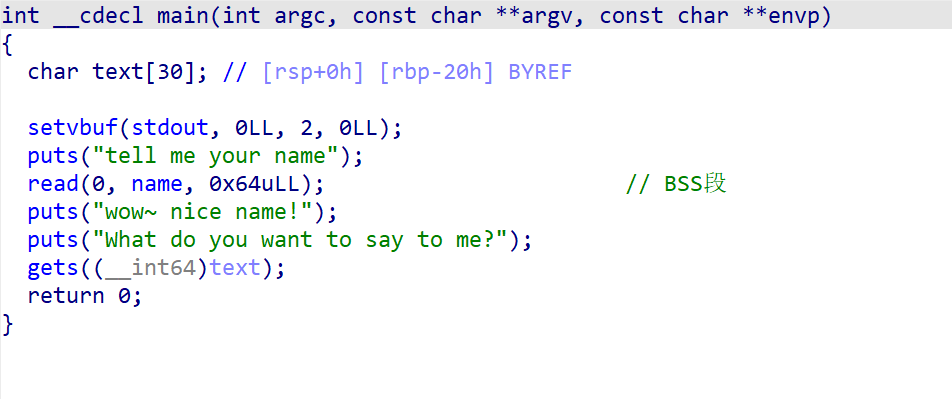 int __cdecl main(int argc, const char **argv, const char **envp)
{
  char text[30]; // [rsp+0h] [rbp-20h] BYREF

  setvbuf(stdout, 0LL, 2, 0LL);
  puts("tell me your name");
  read(0, name, 0x64uLL);                       // BSS段
  puts("wow~ nice name!");
  puts("What do you want to say to me?");
  gets((__int64)text);
  return 0;
}